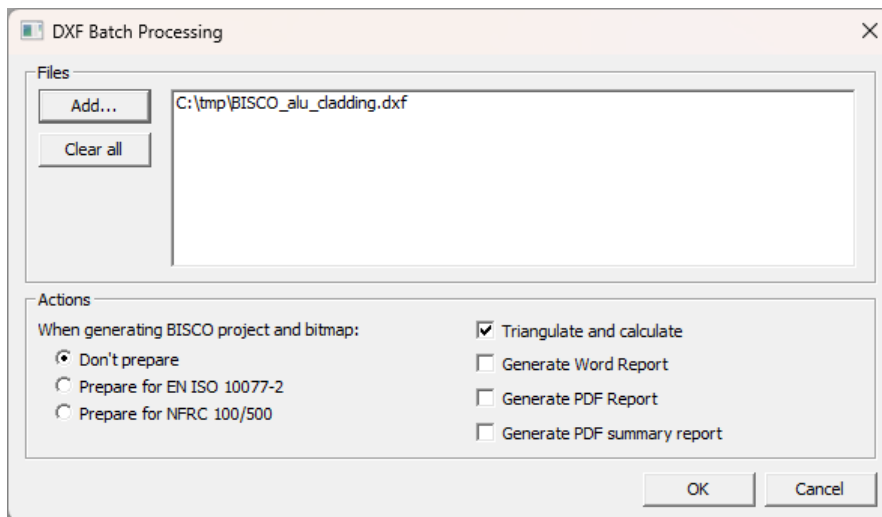 DXF Batch Processing
Files
Add...
C:\tmp\BISCO_alu_cladding.dxf
Clear all
Actions
When generating BISCO project and bitmap:
Don't prepare
Prepare for EN ISO 10077-2
Prepare for NFRC 100/500
Triangulate and calculate
Generate Word Report
Generate PDF Report
Generate PDF summary report
OK
Cancel